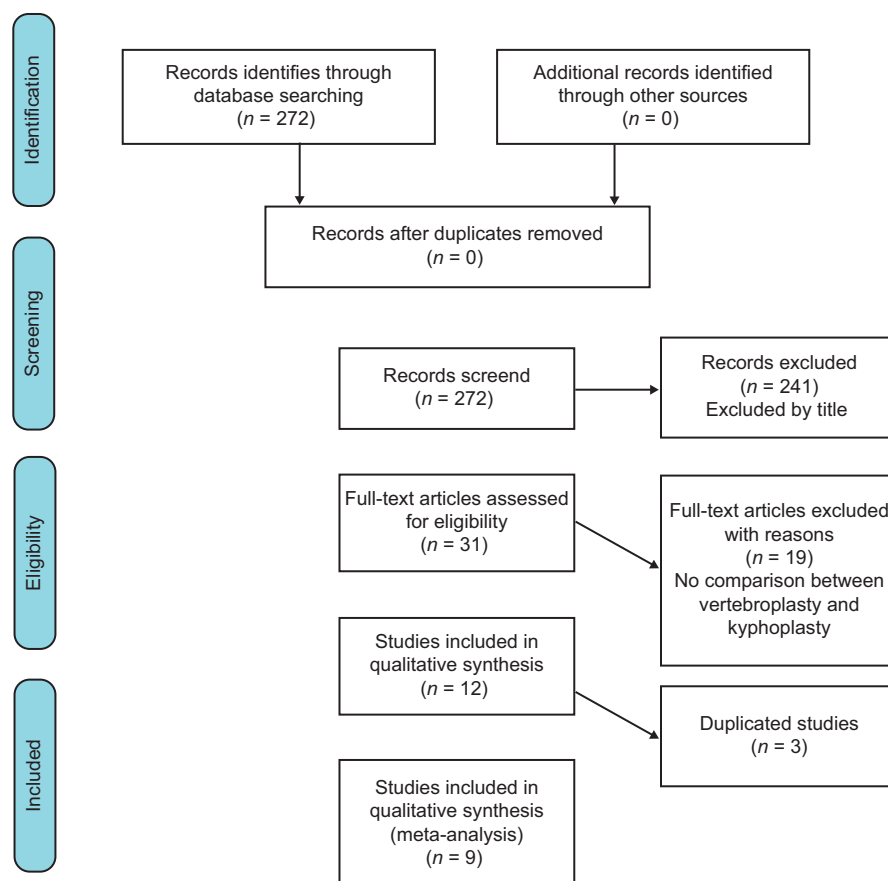 Identification
Records identifies through
database searching
(n = 272)
Additional records identified
through other sources
(n = 0)
Records after duplicates removed
(n = 0)
Screening
Records screend
(n = 272)
Records excluded
(n = 241)
Excluded by title
Eligibility
Full-text articles assessed
for eligibility
(n = 31)
Full-text articles excluded
with reasons
(n = 19)
No comparison between
vertebroplasty and
kyphoplasty
Studies included in
qualitative synthesis
(n = 12)
Included
Duplicated studies
(n = 3)
Studies included in
qualitative synthesis
(meta-analysis)
(n = 9)